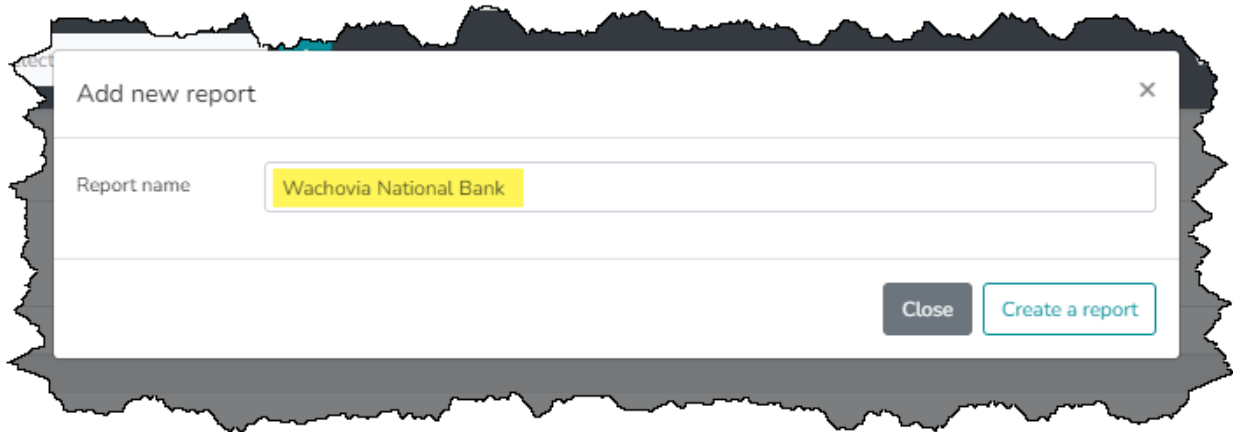 Add new report
×
Report name
Wachovia National Bank
Close
Create a report